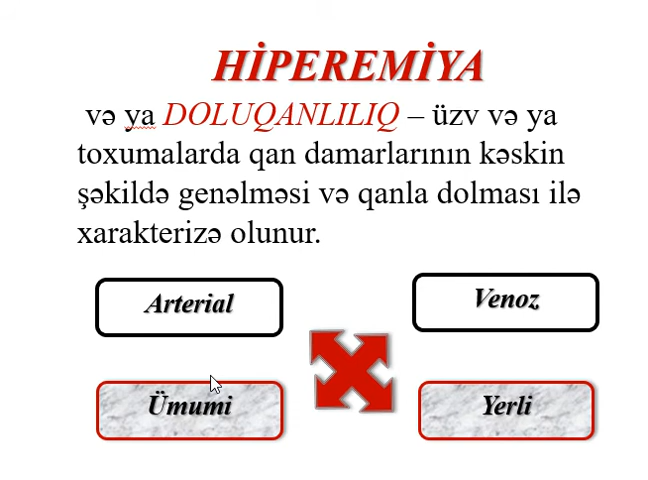 HİPEREMİYA
və ya DOLUQANLILIQ – üzv və ya
toxumalarda qan damarlarının kəskin
şəkildə genəlməsi və qanla dolması ilə
xarakterizə olunur.
Arterial
Venoz
Ümumi
Yerli